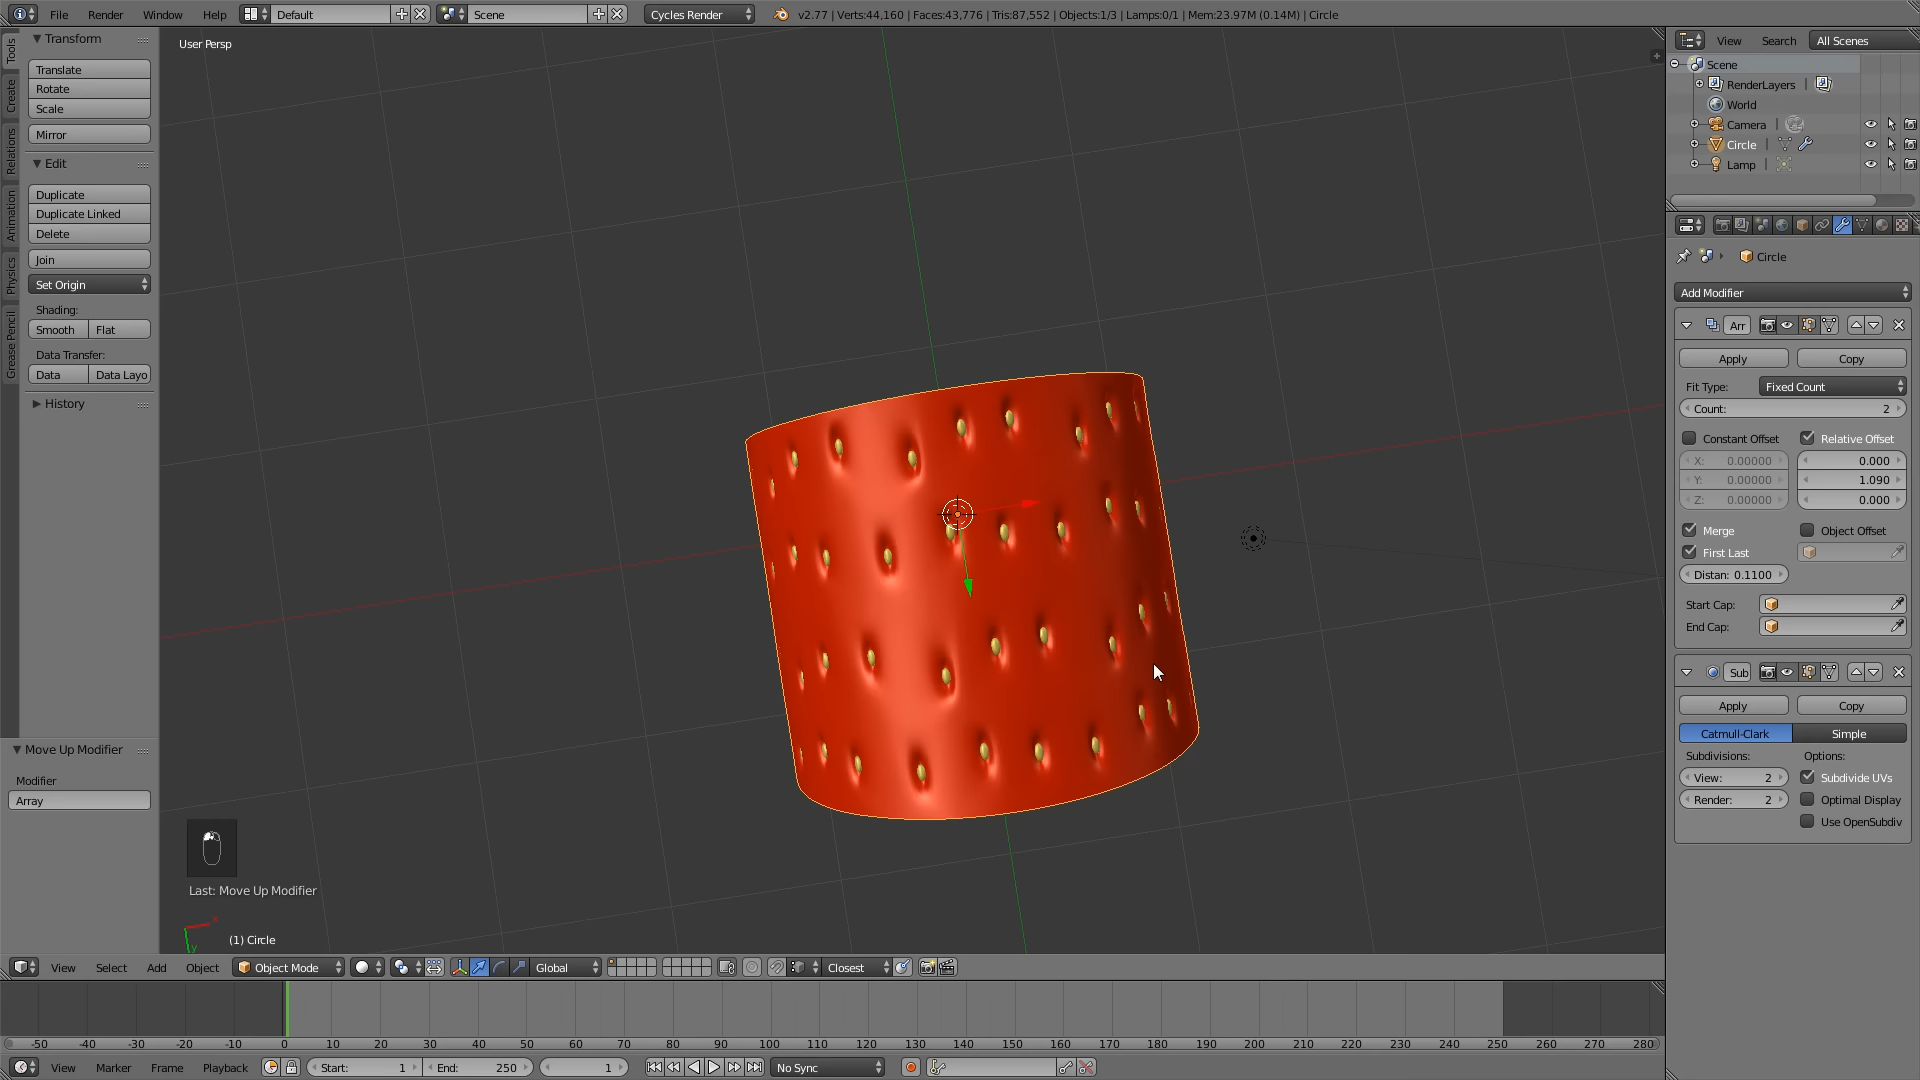 File Render Window Help Default Scene Cycles Render v2.77 | Verts:44,160 | Faces:43,776 | Tris:87,552 | Objects:1/3 | Lamps:0/1 | Mem:23.97M (0.14M) | Circle
Tools
Create
Relations
Animation
Physics
Grease Pencil
Transform
Translate
Rotate
Scale
Mirror
Edit
Duplicate
Duplicate Linked
Delete
Join
Set Origin
Shading:
Smooth Flat
Data Transfer:
Data Data Layo
History
Move Up Modifier
Modifier
Array
User Persp
Last: Move Up Modifier
(1) Circle
View Search All Scenes
Scene
RenderLayers |
World
Camera |
Circle |
Lamp |
Circle
Add Modifier
Arr
Apply Copy
Fit Type: Fixed Count
Count: 2
Constant Offset Relative Offset
X: 0.00000 0.000
Y: 0.00000 1.090
Z: 0.00000 0.000
Merge Object Offset
First Last
Distan: 0.1100
Start Cap:
End Cap:
Sub
Apply Copy
Catmull-Clark Simple
Subdivisions: Options:
View: 2 Subdivide UVs
Render: 2 Optimal Display
Use OpenSubdiv
View Select Add Object Object Mode Global Closest
-50 -40 -30 -20 -10 0 10 20 30 40 50 60 70 80 90 100 110 120 130 140 150 160 170 180 190 200 210 220 230 240 250 260 270 280
View Marker Frame Playback Start: 1 End: 250 1 No Sync